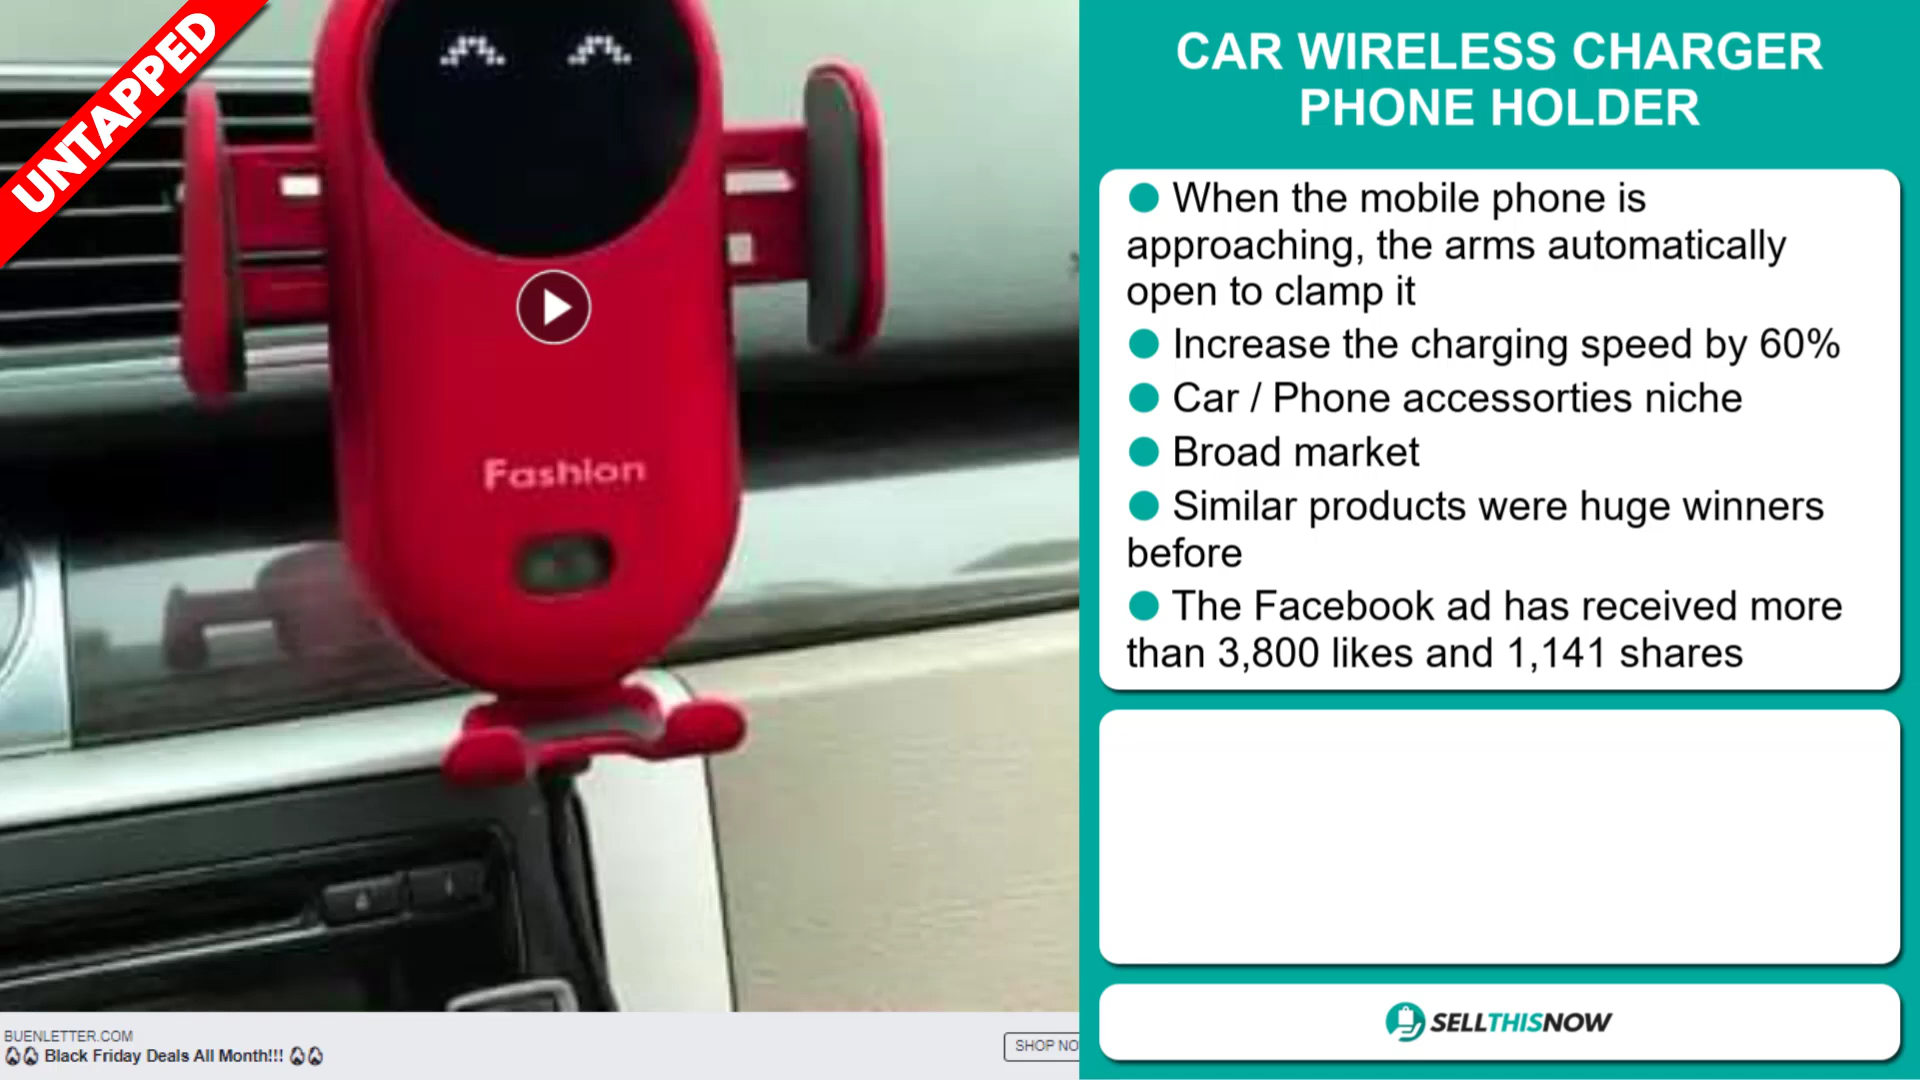 UNTAPPED
Fashion
BUENLETTER.COM
Black Friday Deals All Month!!!
SHOP NO
CAR WIRELESS CHARGER
PHONE HOLDER
● When the mobile phone is
approaching, the arms automatically
open to clamp it
● Increase the charging speed by 60%
● Car / Phone accessorties niche
● Broad market
● Similar products were huge winners
before
● The Facebook ad has received more
than 3,800 likes and 1,141 shares
SELLTHISNOW